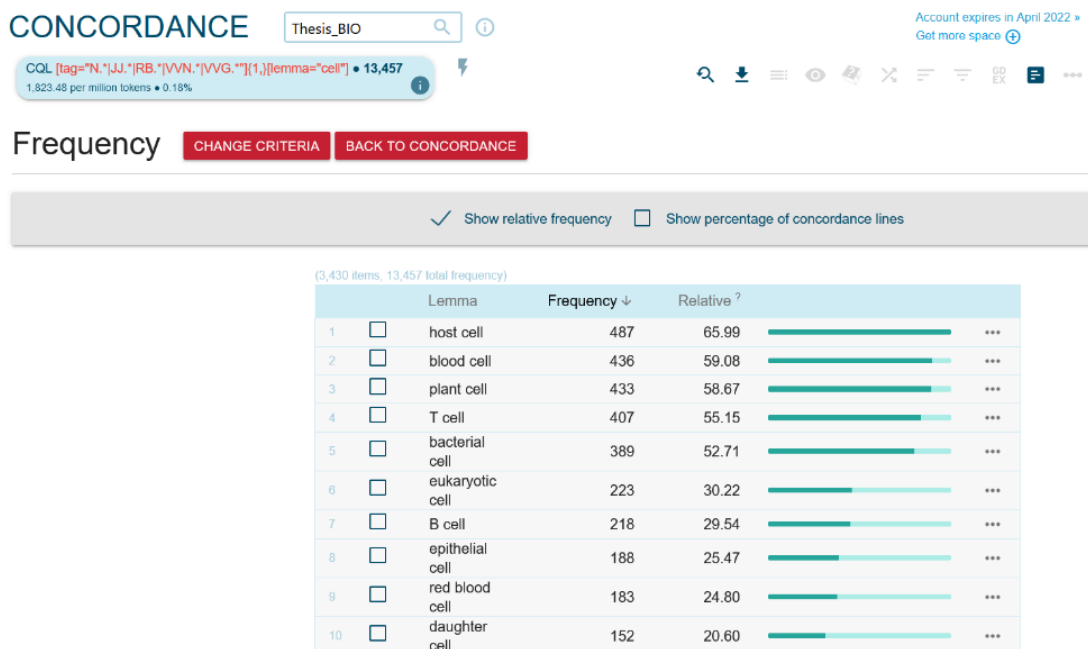 CONCORDANCE
Thesis_BIO
Account expires in April 2022 »
Get more space
CQL [tag="N.*|JJ.*|RB.*|VVN.*|VVG.*"]{1,}[lemma="cell"] • 13,457
1,823.48 per million tokens • 0.18%
GD
EX
Frequency
CHANGE CRITERIA
BACK TO CONCORDANCE
Show relative frequency
Show percentage of concordance lines
(3,430 items, 13,457 total frequency)
Lemma Frequency ↓ Relative ?
1 host cell 487 65.99 •••
2 blood cell 436 59.08 •••
3 plant cell 433 58.67 •••
4 T cell 407 55.15 •••
5 bacterial
cell 389 52.71 •••
6 eukaryotic
cell 223 30.22 •••
7 B cell 218 29.54 •••
8 epithelial
cell 188 25.47 •••
9 red blood
cell 183 24.80 •••
10 daughter
cell 152 20.60 •••